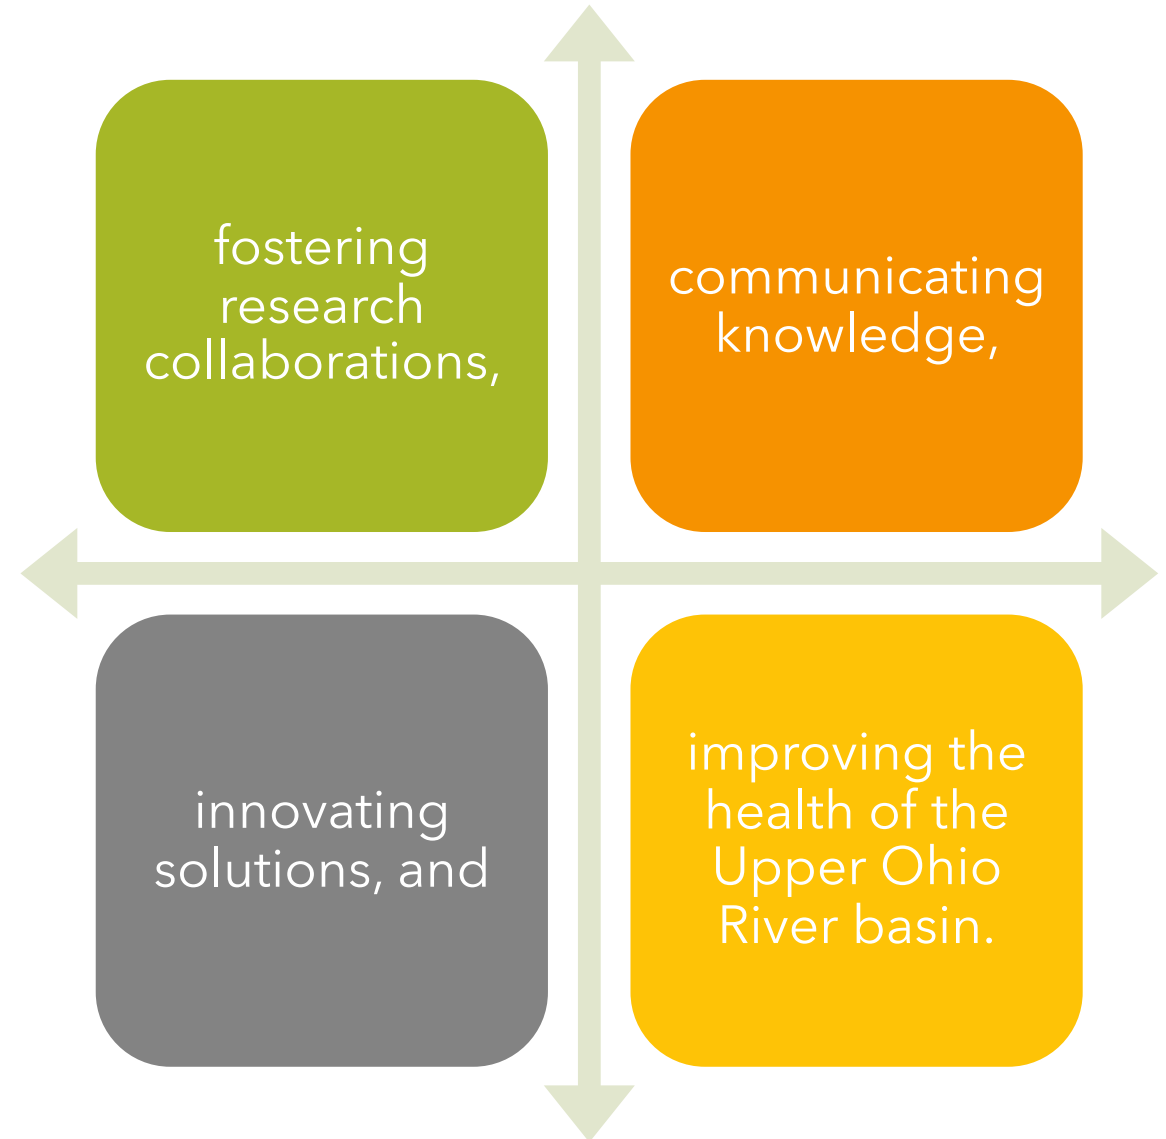 fostering
research
collaborations,
communicating
knowledge,
innovating
solutions, and
improving the
health of the
Upper Ohio
River basin.